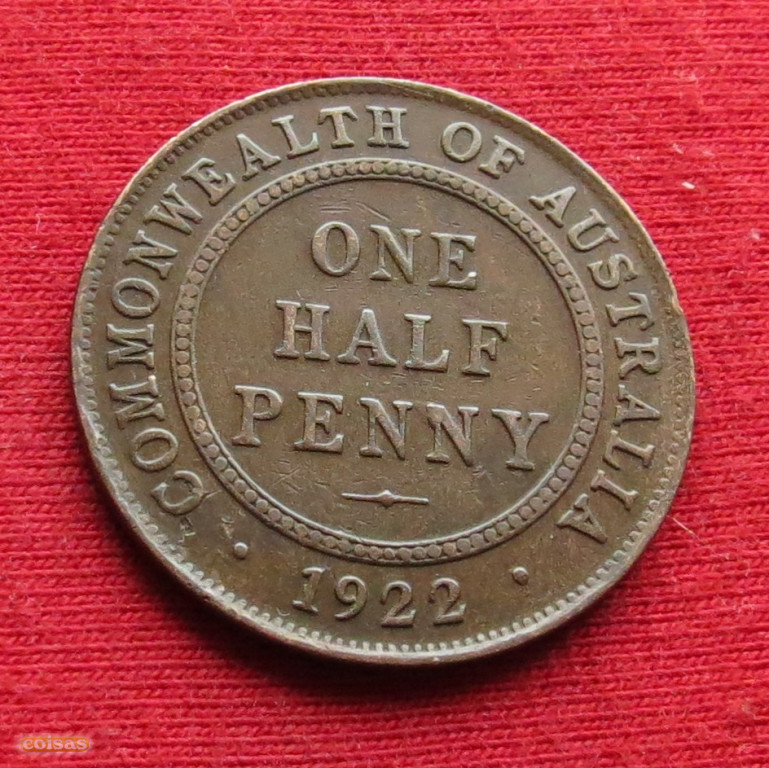 COMMONWEALTH OF AUSTRALIA
ONE
HALF
PENNY
· 1922 ·
coisas